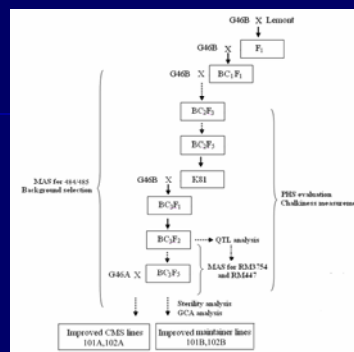 G46B X Lemont
G46B X F1
G46B X BC1F1
BC2F2
BC2F3
K81
G46B X
BC3F1
BC3F2 QTL analysis
G46A X BC3F3
MAS for 484/485
Background selection
PHS evaluation
Chalkiness measurement
MAS for RM3754
and RM447
Sterility analysis
GCA analysis
Improved CMS lines
101A,102A
Improved maintainer lines
101B,102B